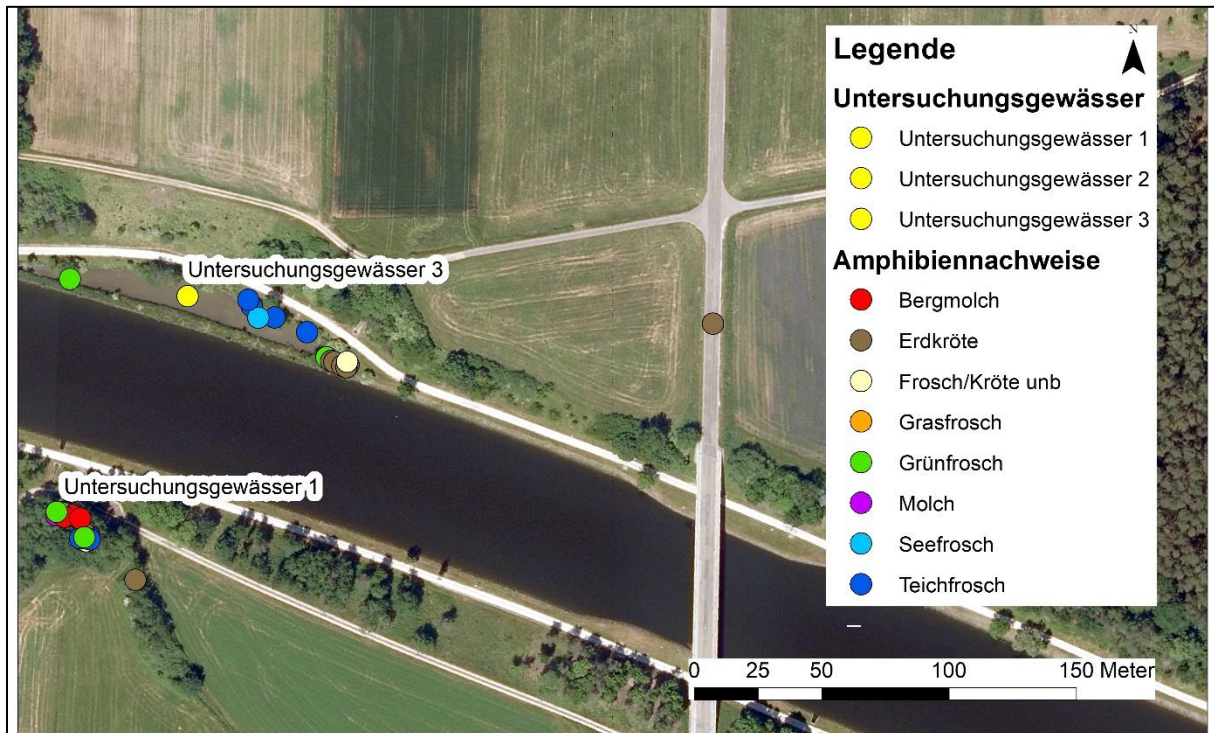 N
Legende
Untersuchungsgewässer
Untersuchungsgewässer 1
Untersuchungsgewässer 2
Untersuchungsgewässer 3
Amphibiennachweise
Bergmolch
Erdkröte
Frosch/Kröte unb
Grasfrosch
Grünfrosch
Molch
Seefrosch
Teichfrosch
Untersuchungsgewässer 3
Untersuchungsgewässer 1
0 25 50 100 150 Meter